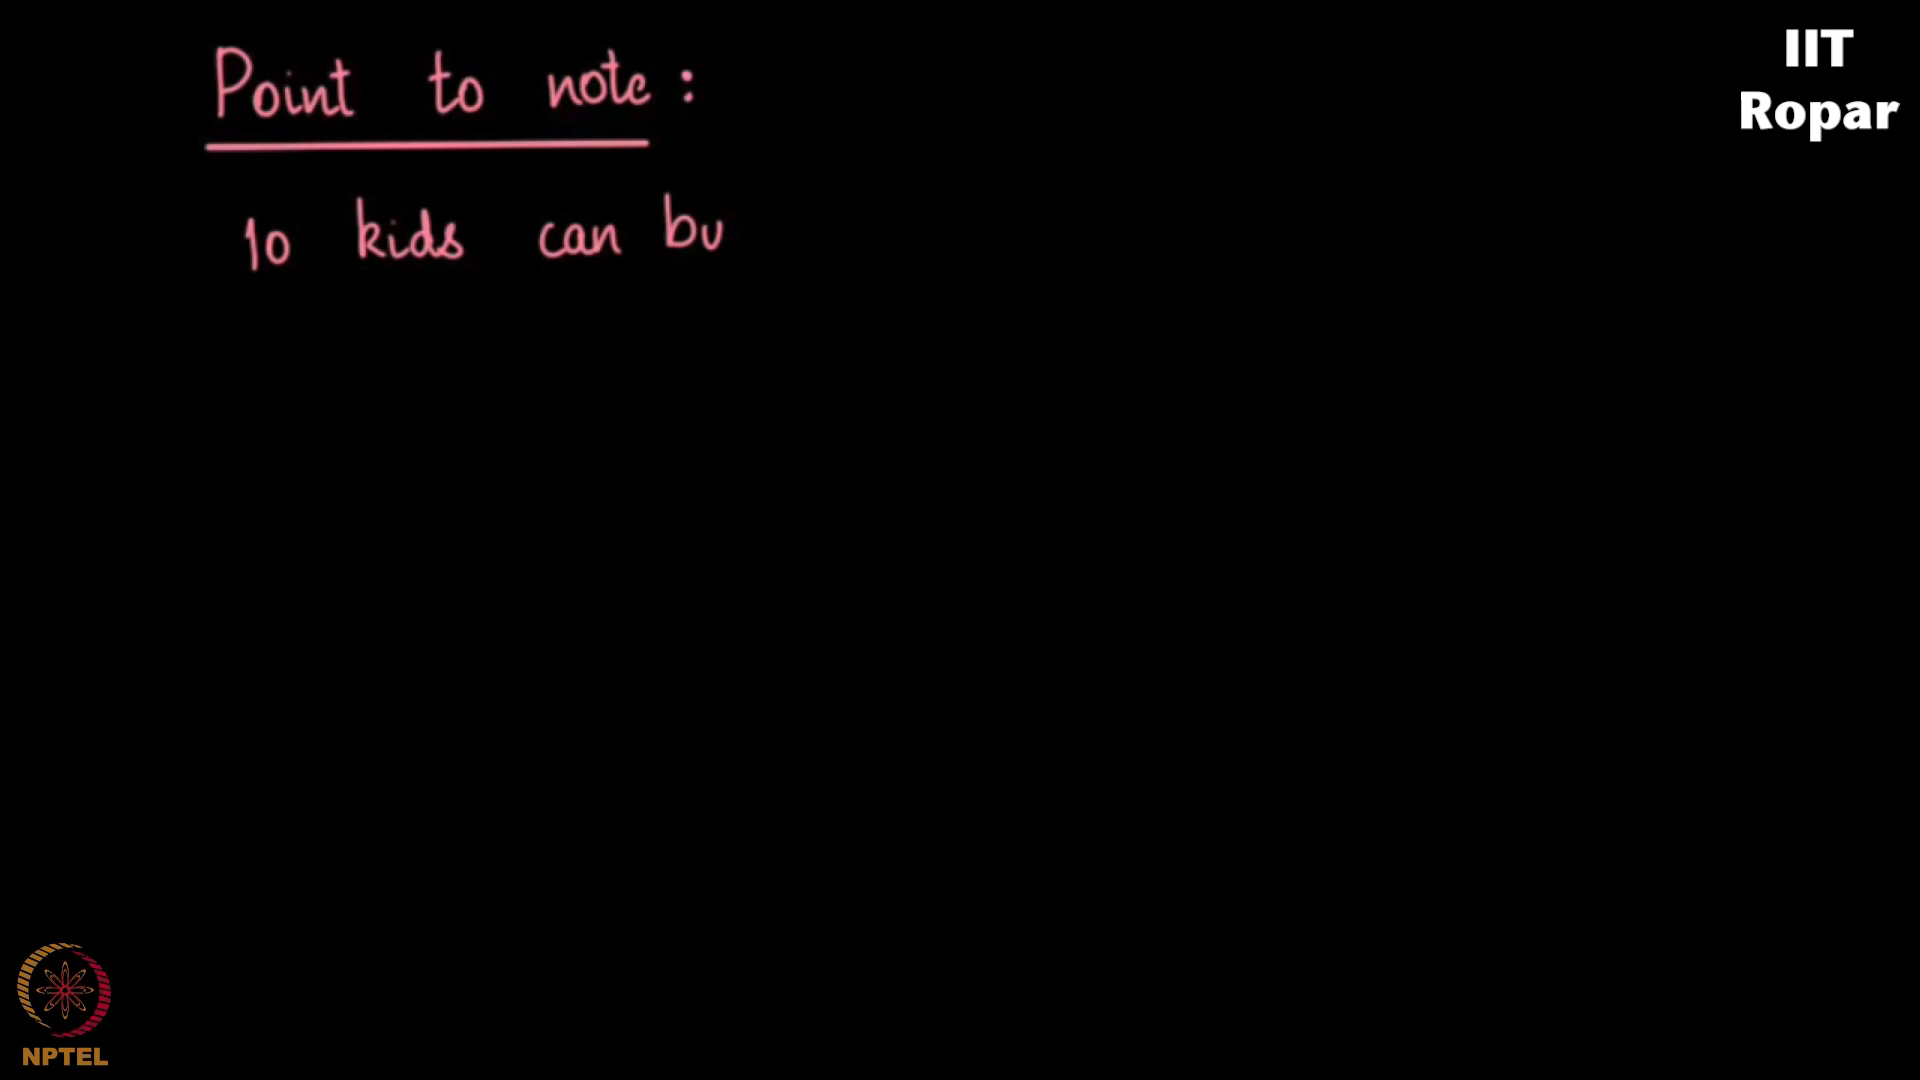 Point to note :
10 kids can bu
IIT
Ropar
NPTEL